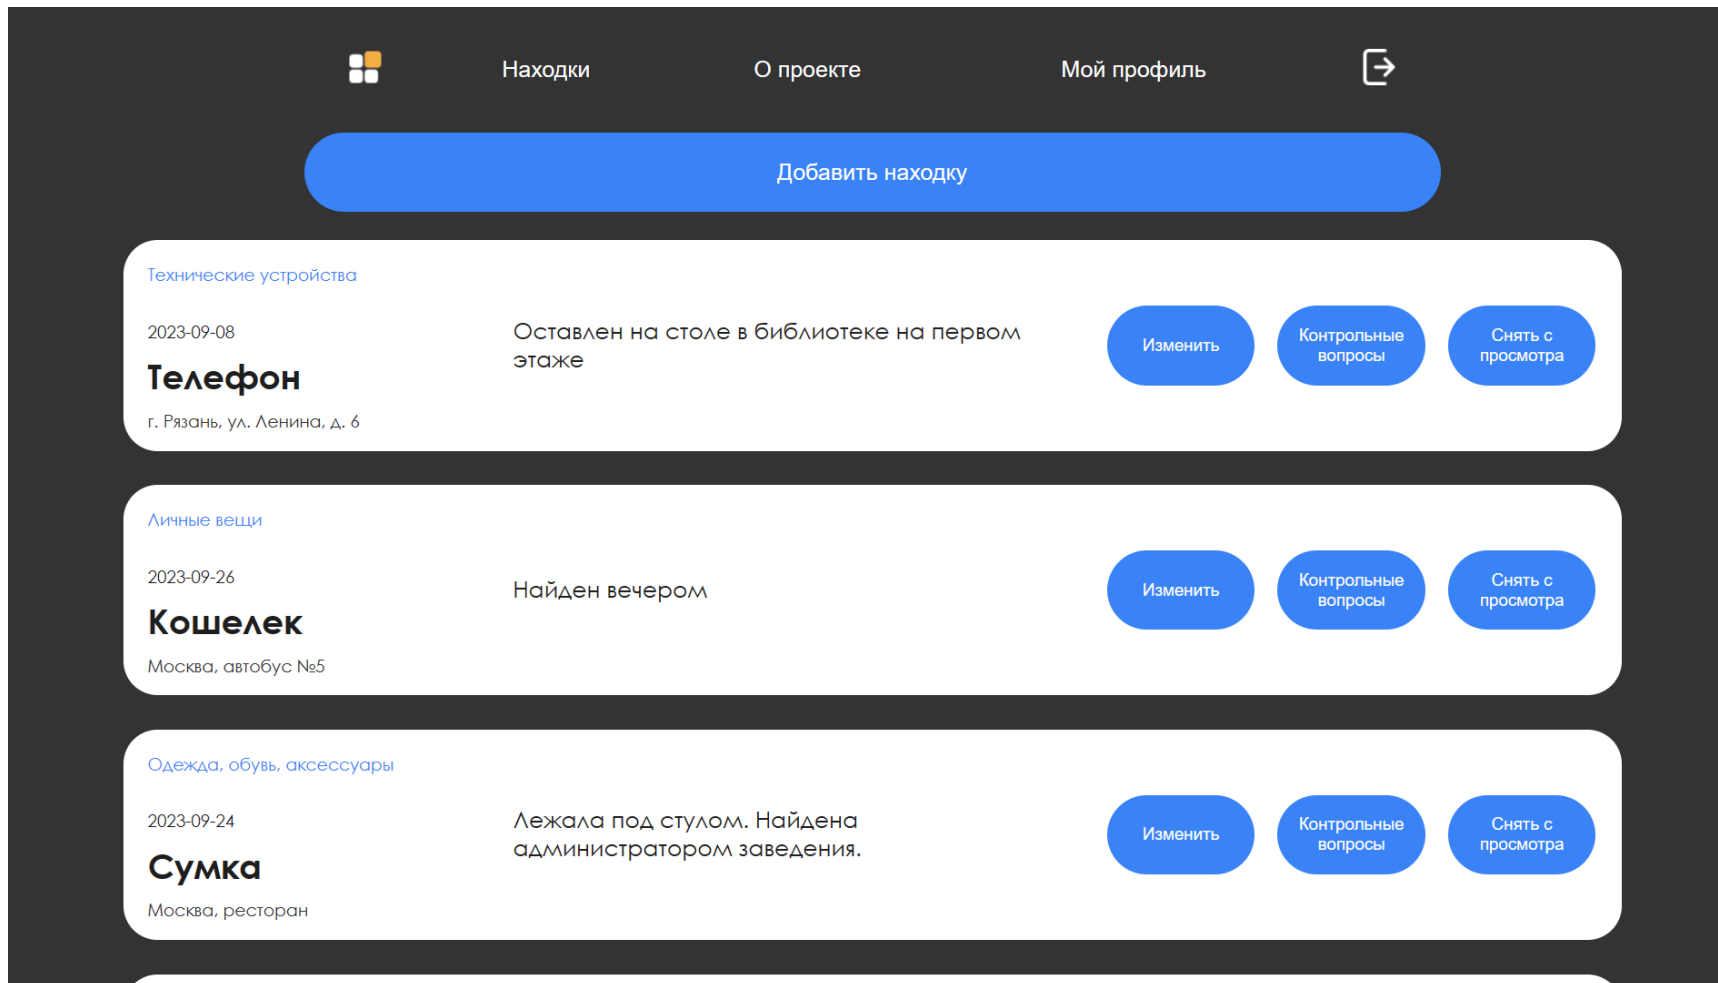 Находки
О проекте
Мой профиль
Добавить находку
Технические устройства
2023-09-08
Телефон
г. Рязань, ул. Ленина, д. 6
Оставлен на столе в библиотеке на первом
этаже
Изменить
Контрольные
вопросы
Снять с
просмотра
Личные вещи
2023-09-26
Кошелек
Москва, автобус №5
Найден вечером
Изменить
Контрольные
вопросы
Снять с
просмотра
Одежда, обувь, аксессуары
2023-09-24
Сумка
Москва, ресторан
Лежала под стулом. Найдена
администратором заведения.
Изменить
Контрольные
вопросы
Снять с
просмотра